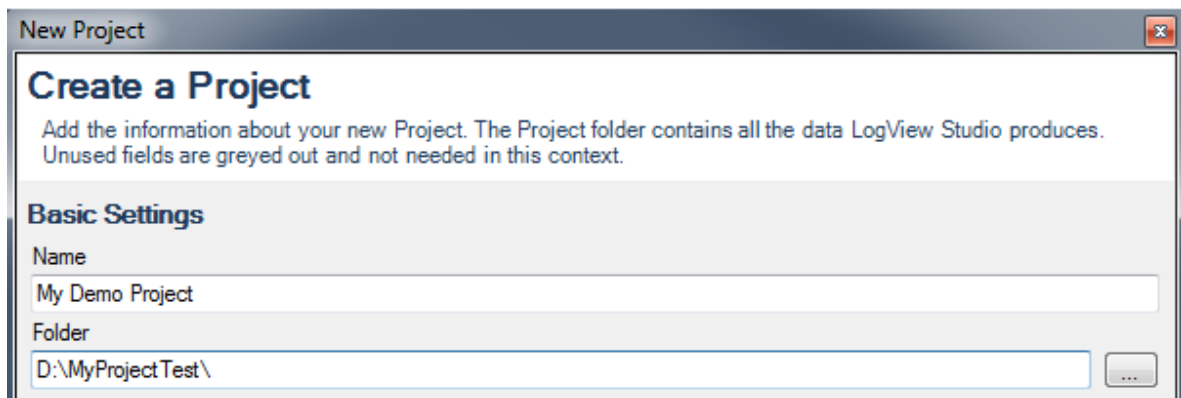 New Project
Create a Project
Add the information about your new Project. The Project folder contains all the data LogView Studio produces.
Unused fields are greyed out and not needed in this context.
Basic Settings
Name
My Demo Project
Folder
D:\MyProjectTest\
...